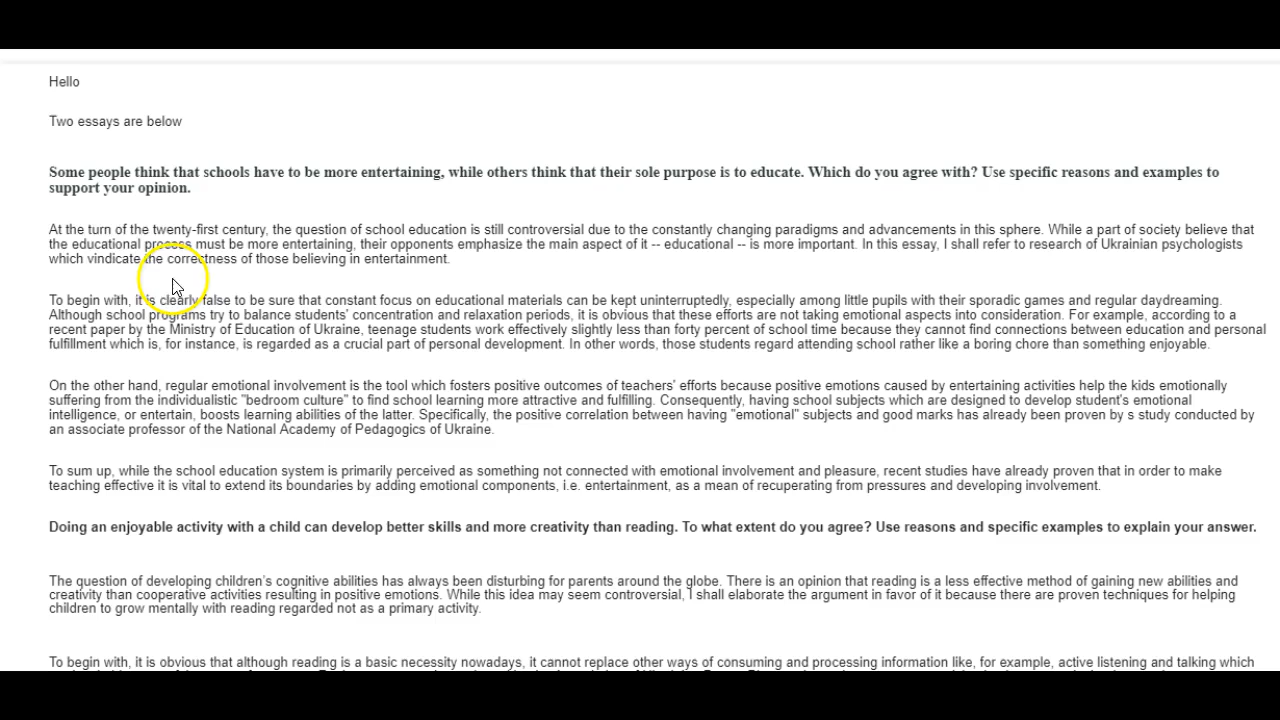 Hello
Two essays are below
Some people think that schools have to be more entertaining, while others think that their sole purpose is to educate. Which do you agree with? Use specific reasons and examples to
support your opinion.
At the turn of the twenty-first century, the question of school education is still controversial due to the constantly changing paradigms and advancements in this sphere. While a part of society believe that
the educational process must be more entertaining, their opponents emphasize the main aspect of it -- educational -- is more important. In this essay, I shall refer to research of Ukrainian psychologists
which vindicate the correctness of those believing in entertainment.
To begin with, it is clearly false to be sure that constant focus on educational materials can be kept uninterruptedly, especially among little pupils with their sporadic games and regular daydreaming.
Although school programs try to balance students' concentration and relaxation periods, it is obvious that these efforts are not taking emotional aspects into consideration. For example, according to a
recent paper by the Ministry of Education of Ukraine, teenage students work effectively slightly less than forty percent of school time because they cannot find connections between education and personal
fulfillment which is, for instance, is regarded as a crucial part of personal development. In other words, those students regard attending school rather like a boring chore than something enjoyable.
On the other hand, regular emotional involvement is the tool which fosters positive outcomes of teachers' efforts because positive emotions caused by entertaining activities help the kids emotionally
suffering from the individualistic "bedroom culture" to find school learning more attractive and fulfilling. Consequently, having school subjects which are designed to develop student's emotional
intelligence, or entertain, boosts learning abilities of the latter. Specifically, the positive correlation between having "emotional" subjects and good marks has already been proven by s study conducted by
an associate professor of the National Academy of Pedagogics of Ukraine.
To sum up, while the school education system is primarily perceived as something not connected with emotional involvement and pleasure, recent studies have already proven that in order to make
teaching effective it is vital to extend its boundaries by adding emotional components, i.e. entertainment, as a mean of recuperating from pressures and developing involvement.
Doing an enjoyable activity with a child can develop better skills and more creativity than reading. To what extent do you agree? Use reasons and specific examples to explain your answer.
The question of developing children's cognitive abilities has always been disturbing for parents around the globe. There is an opinion that reading is a less effective method of gaining new abilities and
creativity than cooperative activities resulting in positive emotions. While this idea may seem controversial, I shall elaborate the argument in favor of it because there are proven techniques for helping
children to grow mentally with reading regarded not as a primary activity.
To begin with, it is obvious that although reading is a basic necessity nowadays, it cannot replace other ways of consuming and processing information like, for example, active listening and talking which